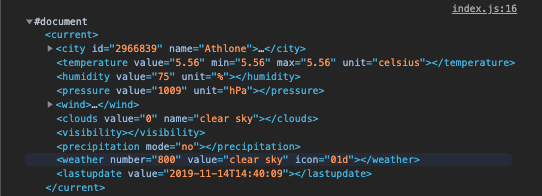 index.js:16
▼#document
<current>
▶<city id="2966839" name="Athlone">…</city>
<temperature value="5.56" min="5.56" max="5.56" unit="celsius"></temperature>
<humidity value="75" unit="%"></humidity>
<pressure value="1009" unit="hPa"></pressure>
▶<wind>…</wind>
<clouds value="0" name="clear sky"></clouds>
<visibility></visibility>
<precipitation mode="no"></precipitation>
<weather number="800" value="clear sky" icon="01d"></weather>
<lastupdate value="2019-11-14T14:40:09"></lastupdate>
</current>